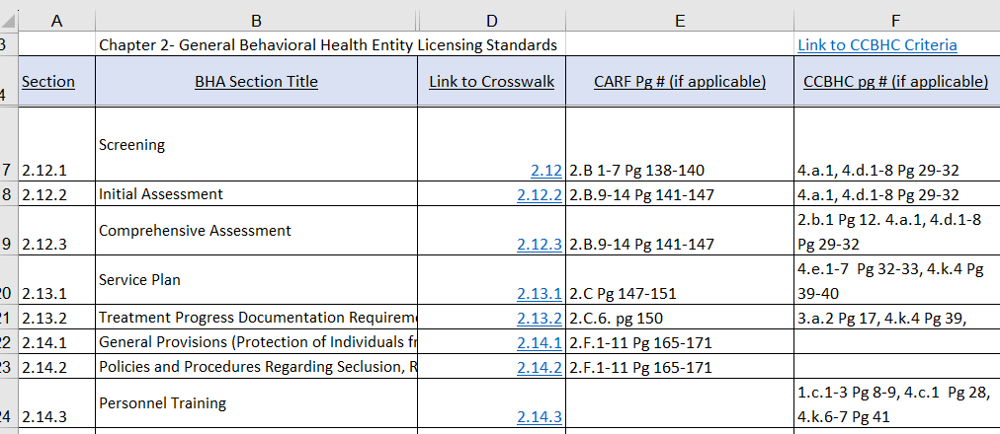 A B D E F
3 Chapter 2- General Behavioral Health Entity Licensing Standards Link to CCBHC Criteria
4 Section BHA Section Title Link to Crosswalk CARF Pg # (if applicable) CCBHC pg # (if applicable)
Screening
7 2.12.1 2.12 2.B 1-7 Pg 138-140 4.a.1, 4.d.1-8 Pg 29-32
8 2.12.2 Initial Assessment 2.12.2 2.B.9-14 Pg 141-147 4.a.1, 4.d.1-8 Pg 29-32
Comprehensive Assessment 2.b.1 Pg 12. 4.a.1, 4.d.1-8
9 2.12.3 2.12.3 2.B.9-14 Pg 141-147 Pg 29-32
Service Plan 4.e.1-7 Pg 32-33, 4.k.4 Pg
20 2.13.1 2.13.1 2.C Pg 147-151 39-40
21 2.13.2 Treatment Progress Documentation Requirem 2.13.2 2.C.6. pg 150 3.a.2 Pg 17, 4.k.4 Pg 39,
22 2.14.1 General Provisions (Protection of Individuals fr 2.14.1 2.F.1-11 Pg 165-171
23 2.14.2 Policies and Procedures Regarding Seclusion, R 2.14.2 2.F.1-11 Pg 165-171
Personnel Training 1.c.1-3 Pg 8-9, 4.c.1 Pg 28,
24 2.14.3 2.14.3 4.k.6-7 Pg 41